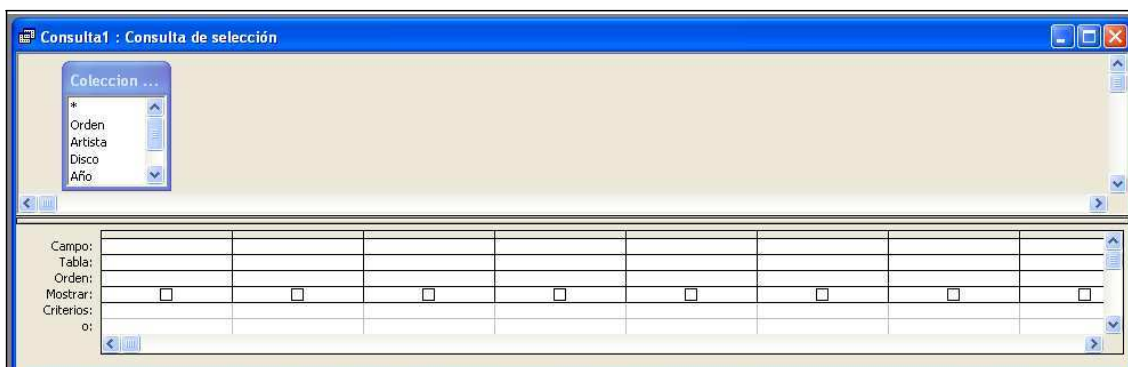 Consulta1 : Consulta de selección
Coleccion ...
*
Orden
Artista
Disco
Año
Campo:
Tabla:
Orden:
Mostrar:
Criterios:
o: